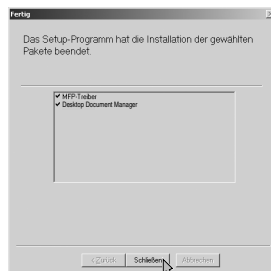 Fertig
Das Setup-Programm hat die Installation der gewählten
Pakete beendet.
MFP-Treiber
Desktop Document Manager
< Zurück
Schließen
Abbrechen